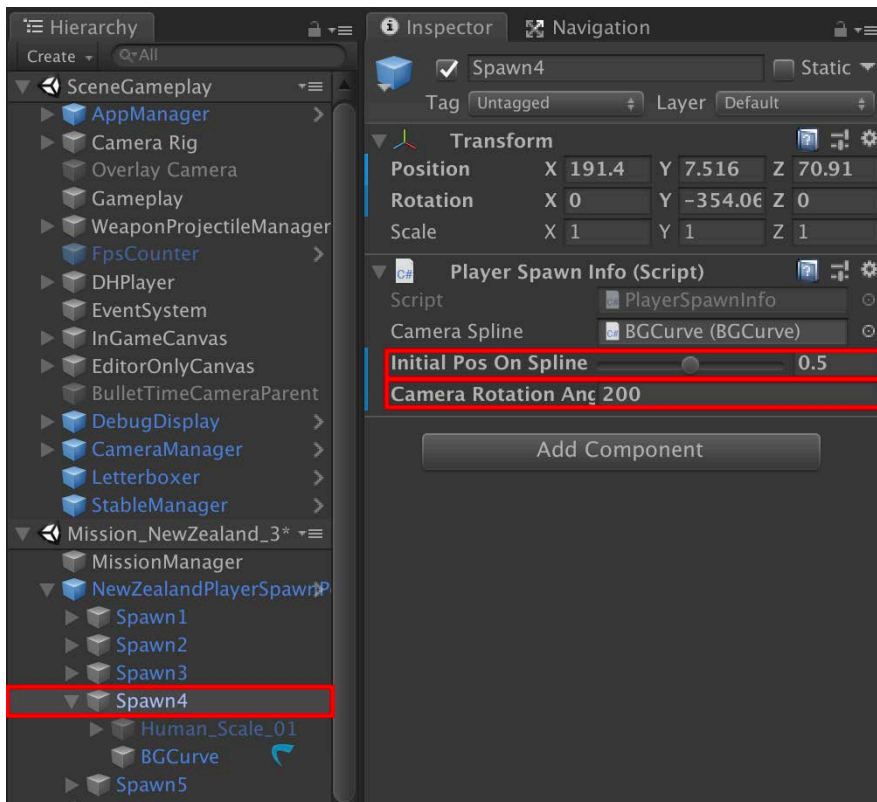 Hierarchy
Create
All
SceneGameplay
AppManager
Camera Rig
Overlay Camera
Gameplay
WeaponProjectileManager
FpsCounter
DHPlayer
EventSystem
InGameCanvas
EditorOnlyCanvas
BulletTimeCameraParent
DebugDisplay
CameraManager
Letterboxer
StableManager
Mission_NewZealand_3*
MissionManager
NewZealandPlayerSpawnP
Spawn1
Spawn2
Spawn3
Spawn4
Human_Scale_01
BGCurve
Spawn5
Inspector Navigation
Spawn4 Static
Tag Untagged Layer Default
Transform
Position X 191.4 Y 7.516 Z 70.91
Rotation X 0 Y -354.06 Z 0
Scale X 1 Y 1 Z 1
C# Player Spawn Info (Script)
Script PlayerSpawnInfo
Camera Spline BGCurve (BGCurve)
Initial Pos On Spline 0.5
Camera Rotation Ang 200
Add Component